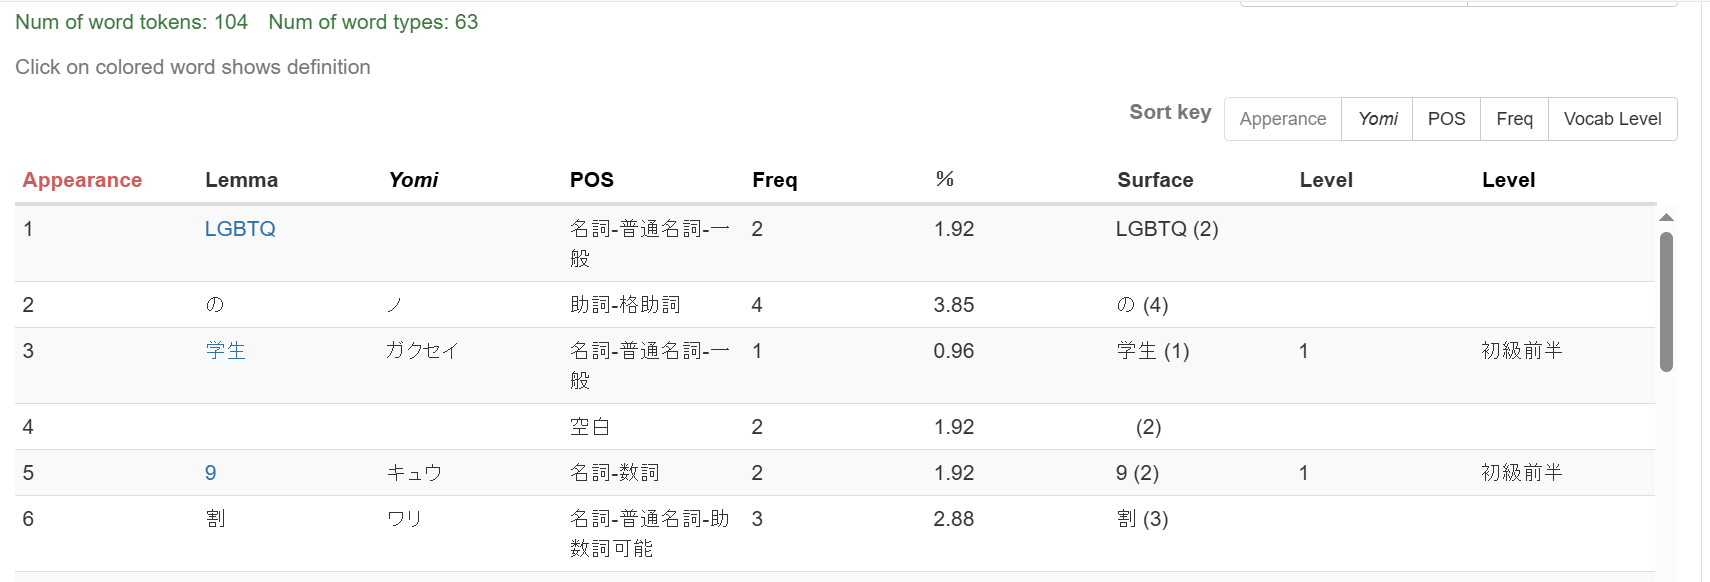 Num of word tokens: 104 Num of word types: 63
Click on colored word shows definition
Sort key Apperance Yomi POS Freq Vocab Level
Appearance Lemma Yomi POS Freq % Surface Level Level
1 LGBTQ 名詞-普通名詞-一般 2 1.92 LGBTQ (2)
2 の ノ 助詞-格助詞 4 3.85 の (4)
3 学生 ガクセイ 名詞-普通名詞-一般 1 0.96 学生 (1) 1 初級前半
4 空白 2 1.92 (2)
5 9 キュウ 名詞-数詞 2 1.92 9 (2) 1 初級前半
6 割 ワリ 名詞-普通名詞-助数詞可能 3 2.88 割 (3)